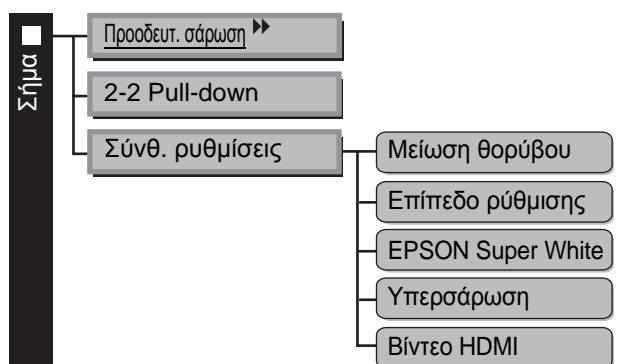 Σήμα
Προοδευτ. σάρωση
2-2 Pull-down
Σύνθ. ρυθμίσεις
Μείωση θορύβου
Επίπεδο ρύθμισης
EPSON Super White
Υπερσάρωση
Βίντεο HDMI